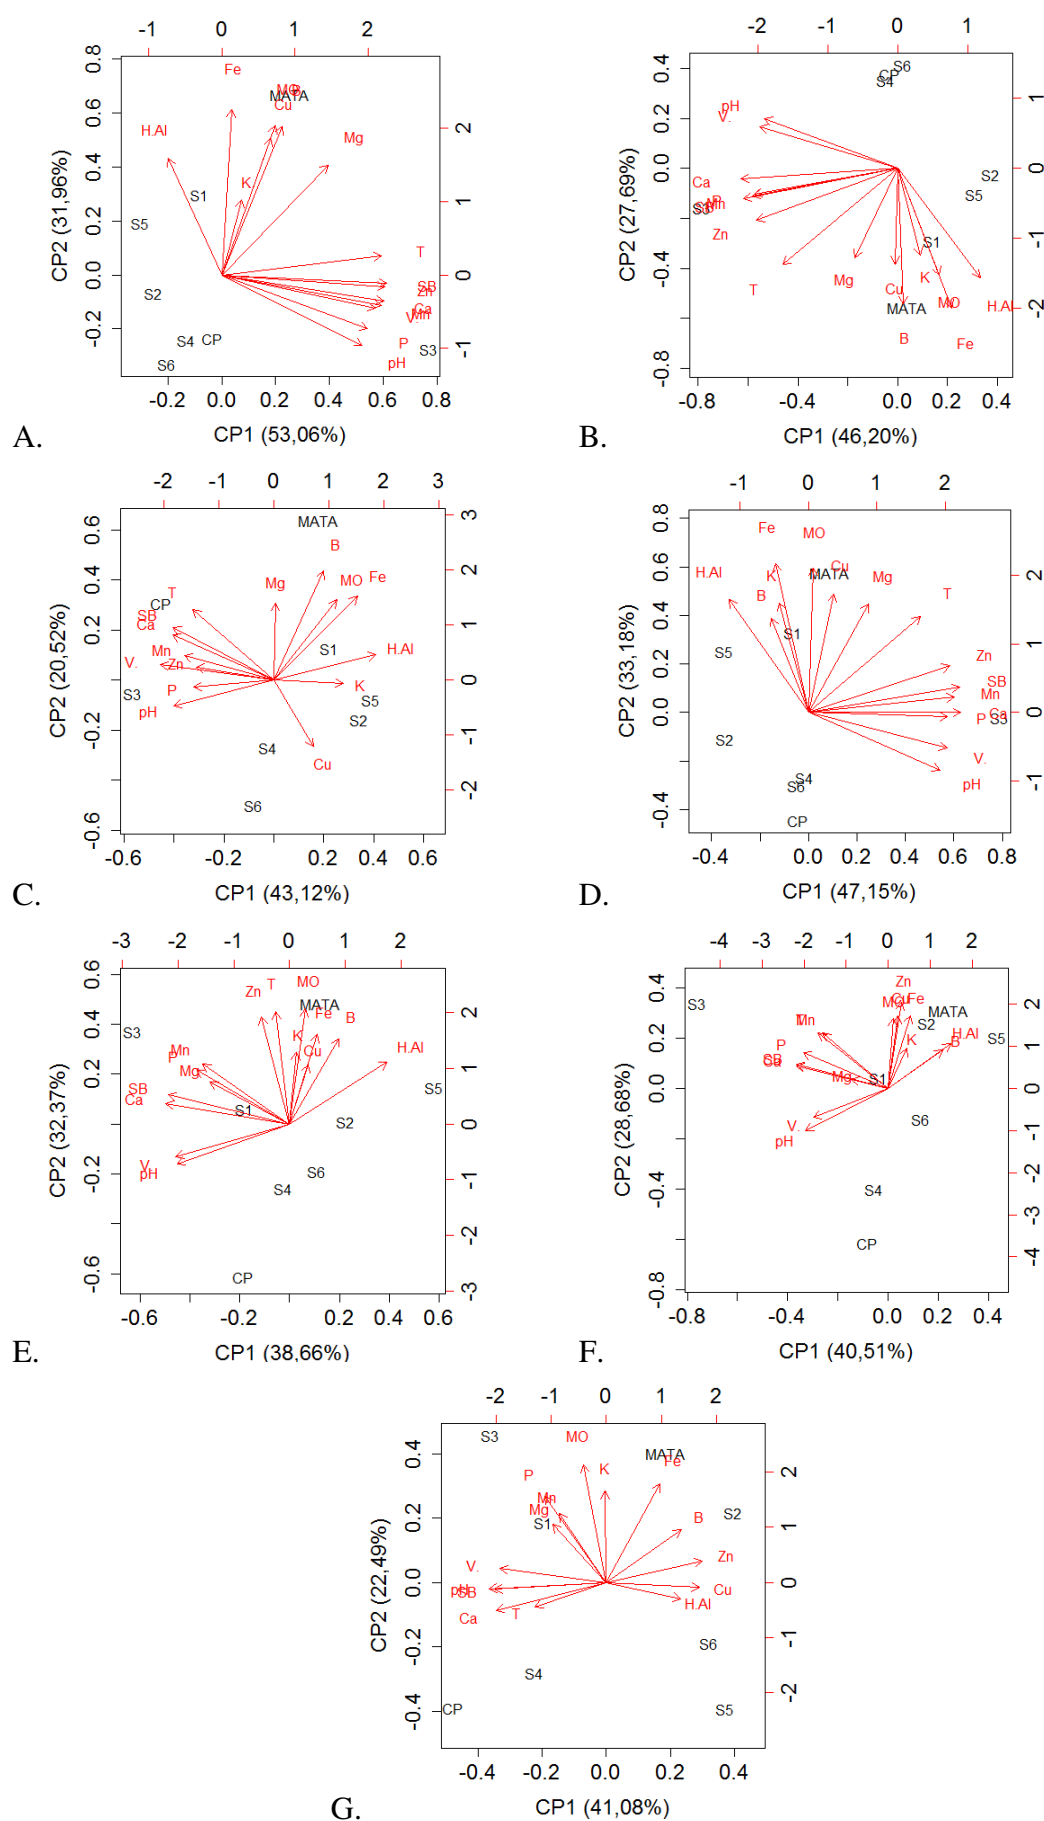 -1 0 1 2
CP2 (31,96%)
0.8
0.6
0.4
0.2
0.0
-0.2
Fe
MO
B
MATA
Cu
H.Al
Mg
K
S1
S5
T
S2
SB
Zn
Ca
Mn
V.
S4
CP
P
S3
S6
pH
2
1
0
-1
-0.2 0.0 0.2 0.4 0.6 0.8
CP1 (53,06%)
A.
-2 -1 0 1
CP2 (27,69%)
0.4
0.2
0.0
-0.4
-0.8
S6
CP
S4
pH
V.
Ca
S2
S5
P
Mn
S3
Zn
S1
Mg
K
T
Cu
MO
H.Al
MATA
B
Fe
1
0
-1
-2
-0.8 -0.4 0.0 0.2 0.4
CP1 (46,20%)
B.
-2 -1 0 1 2 3
CP2 (20,52%)
0.6
0.4
0.2
0.0
-0.2
-0.6
MATA
B
Fe
MO
Mg
T
CP
SB
Ca
Mn
S1
H.Al
V.
Zn
P
K
S3
S5
pH
S2
S4
Cu
S6
3
2
1
0
-1
-2
-0.6 -0.4 -0.2 0.0 0.2 0.4 0.6
CP1 (43,12%)
C.
-1 0 1 2
CP2 (33,18%)
0.8
0.6
0.4
0.2
0.0
-0.4
Fe
MO
H.Al
K
Cu
MATA
Mg
B
T
S1
S5
Zn
SB
Mn
Ca
P
S3
S2
V.
S4
S6
pH
CP
2
1
0
-1
-0.4 0.0 0.2 0.4 0.6 0.8
CP1 (47,15%)
D.
-3 -2 -1 0 1 2
CP2 (32,37%)
0.6
0.4
0.2
0.0
-0.2
-0.6
Zn
T
MO
MATA
Fe
B
S3
K
Cu
H.Al
Mn
P
Mg
SB
Ca
S1
S5
S2
V.
pH
S6
S4
CP
2
1
0
-1
-2
-3
-0.6 -0.4 -0.2 0.0 0.2 0.4 0.6
CP1 (38,66%)
E.
-4 -3 -2 -1 0 1 2
CP2 (28,68%)
0.4
0.2
0.0
-0.4
-0.8
Fe
S3
MO
Cu
Fe
MATA
T
Mn
S2
H.Al
S5
P
K
B
SB
Ca
Mg
S1
V.
pH
S6
S4
CP
2
1
0
-1
-2
-3
-4
-0.8 -0.4 0.0 0.2 0.4
CP1 (40,51%)
F.
-2 -1 0 1 2
CP2 (22,49%)
0.4
0.2
0.0
-0.2
-0.4
S3
MO
MATA
Fe
K
P
Mn
Mg
S1
B
S2
V.
Zn
pH
SB
Cu
Ca
T
H.Al
S6
S4
CP
S5
2
1
0
-1
-2
-0.4 -0.2 0.0 0.2 0.4
CP1 (41,08%)
G.